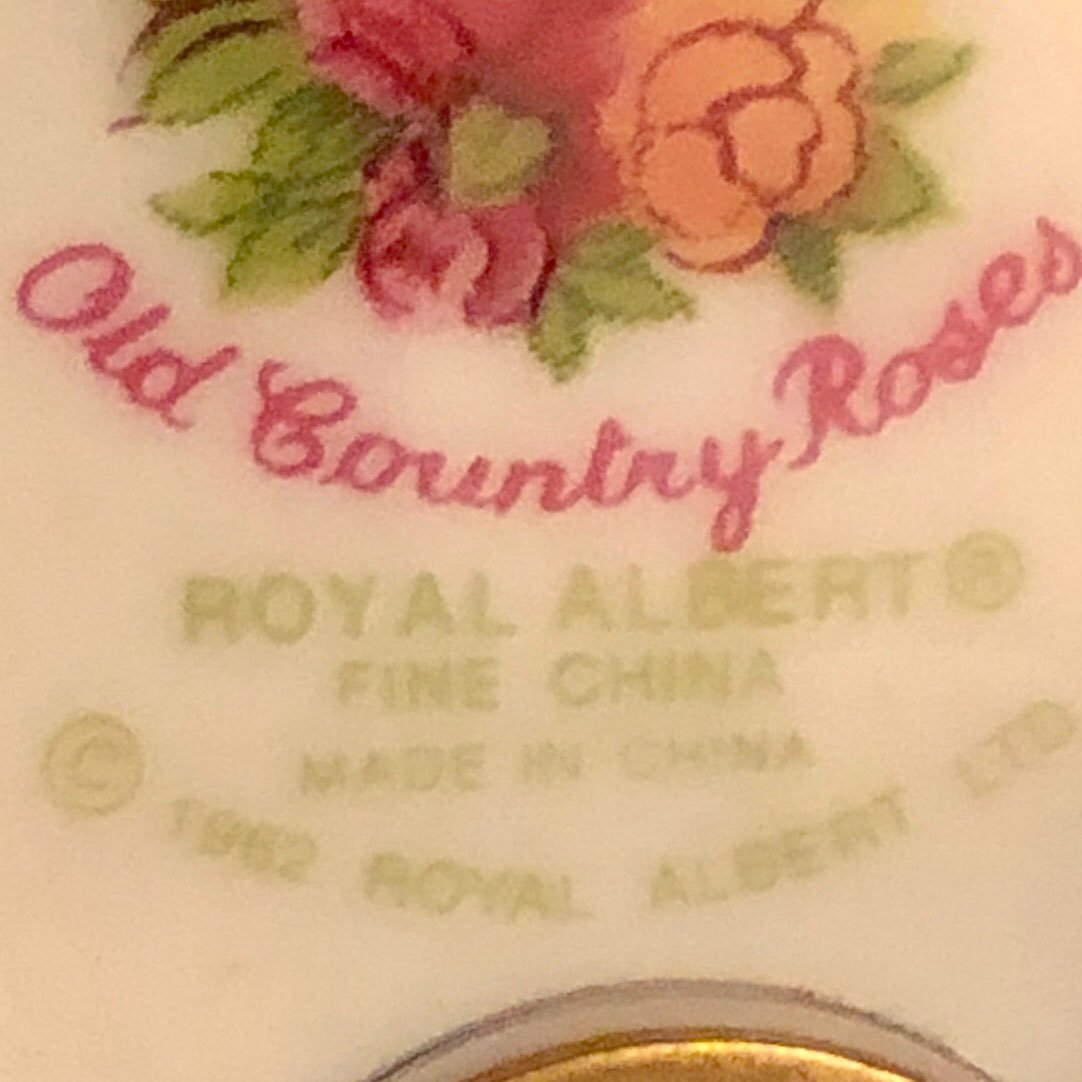 Old Country Roses
ROYAL ALBERT®
FINE CHINA
MADE IN CHINA
© 1962 ROYAL ALBERT LTD